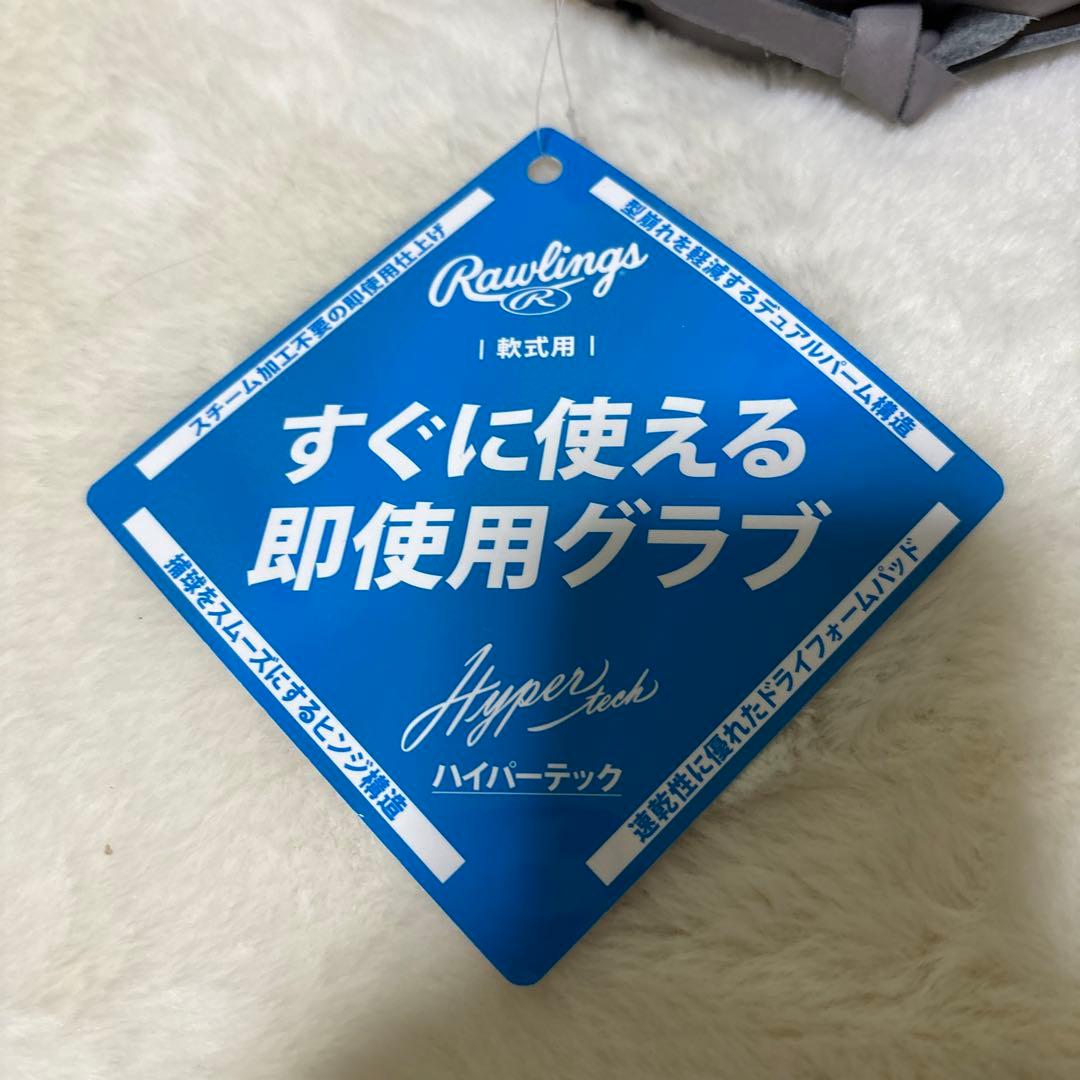 Rawlings
R
| 軟式用 |
すぐに使える
即使用グラブ
Hyper tech
ハイパーテック
スチーム加工不要の即使用仕上げ
型崩れを軽減するデュアルパーム構造
捕球をスムーズにするヒンジ構造
速乾性に優れたドライフォームパッド